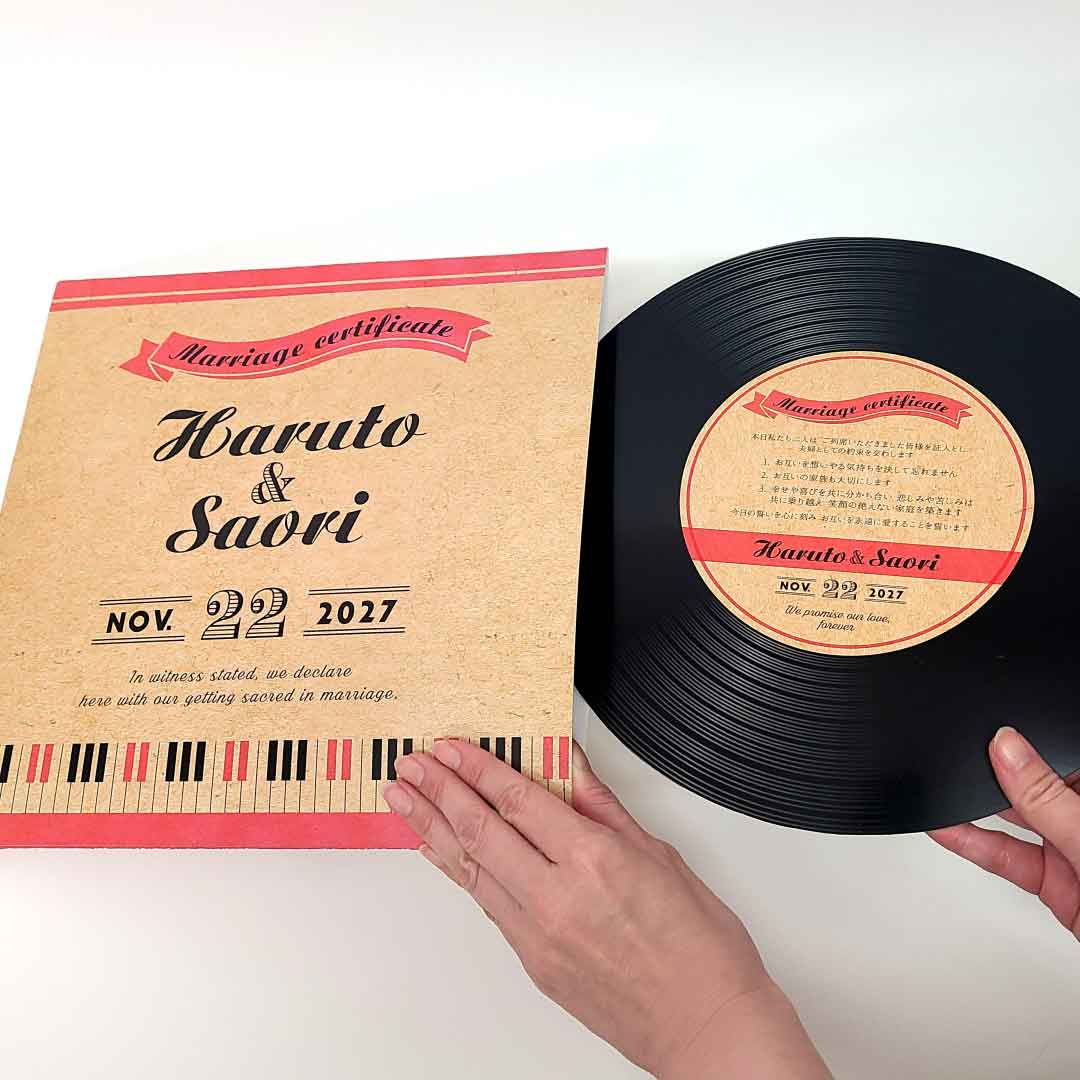 Marriage certificate
Haruto
&
Saori
NOV. 22 2027
In witness stated, we declare
here with our getting sacred in marriage.
Marriage certificate
本日私たち二人は ご列席いただきました皆様を証人とし
夫婦としての約束を交わします
1. お互いを想いやる気持ちを決して忘れません
2. お互いの家族も大切にします
3. 幸せや喜びを共に分かち合い 悲しみや苦しみは
共に乗り越え 笑顔の絶えない家庭を築きます
今日の誓いを心に刻み お互いを永遠に愛することを誓います
Haruto & Saori
NOV. 22 2027
We promise our love,
forever